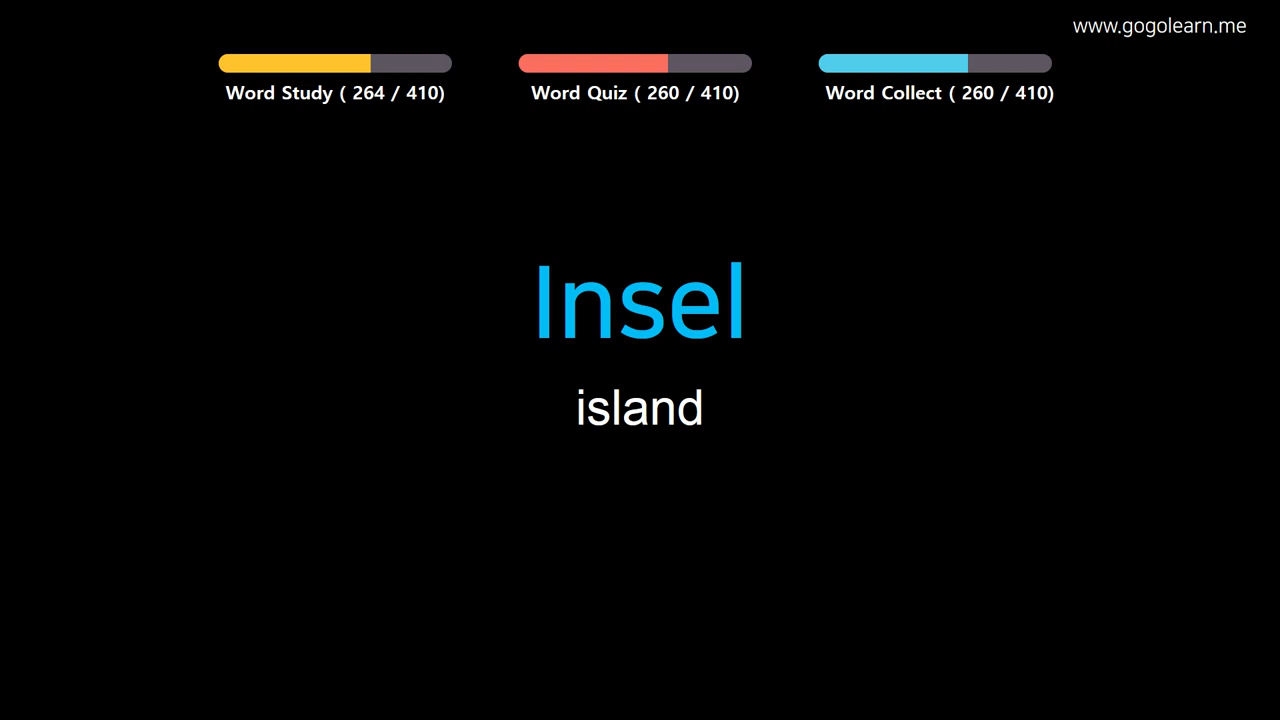 www.gogolearn.me
Word Study ( 264 / 410)
Word Quiz ( 260 / 410)
Word Collect ( 260 / 410)
Insel
island